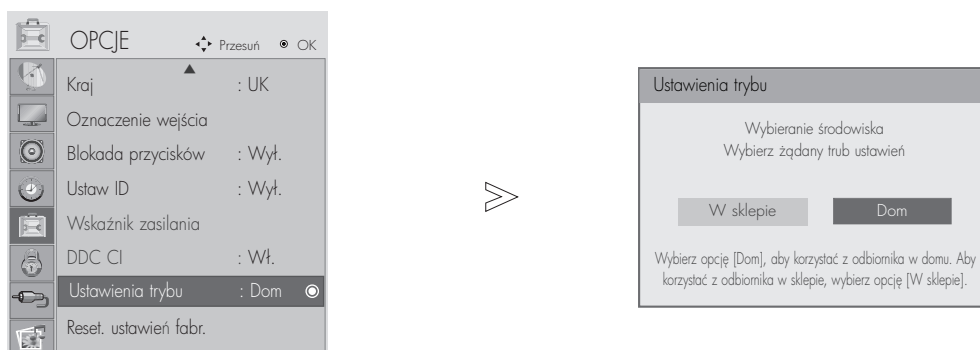 OPCJE Przesuń OK
Kraj : UK
Oznaczenie wejścia
Blokada przycisków : Wył.
Ustaw ID : Wył.
Wskaźnik zasilania
DDC CI : Wł.
Ustawienia trybu : Dom
Reset. ustawień fabr.
Ustawienia trybu
Wybieranie środowiska
Wybierz żądany trub ustawień
W sklepie Dom
Wybierz opcję [Dom], aby korzystać z odbiornika w domu. Aby
korzystać z odbiornika w sklepie, wybierz opcję [W sklepie].